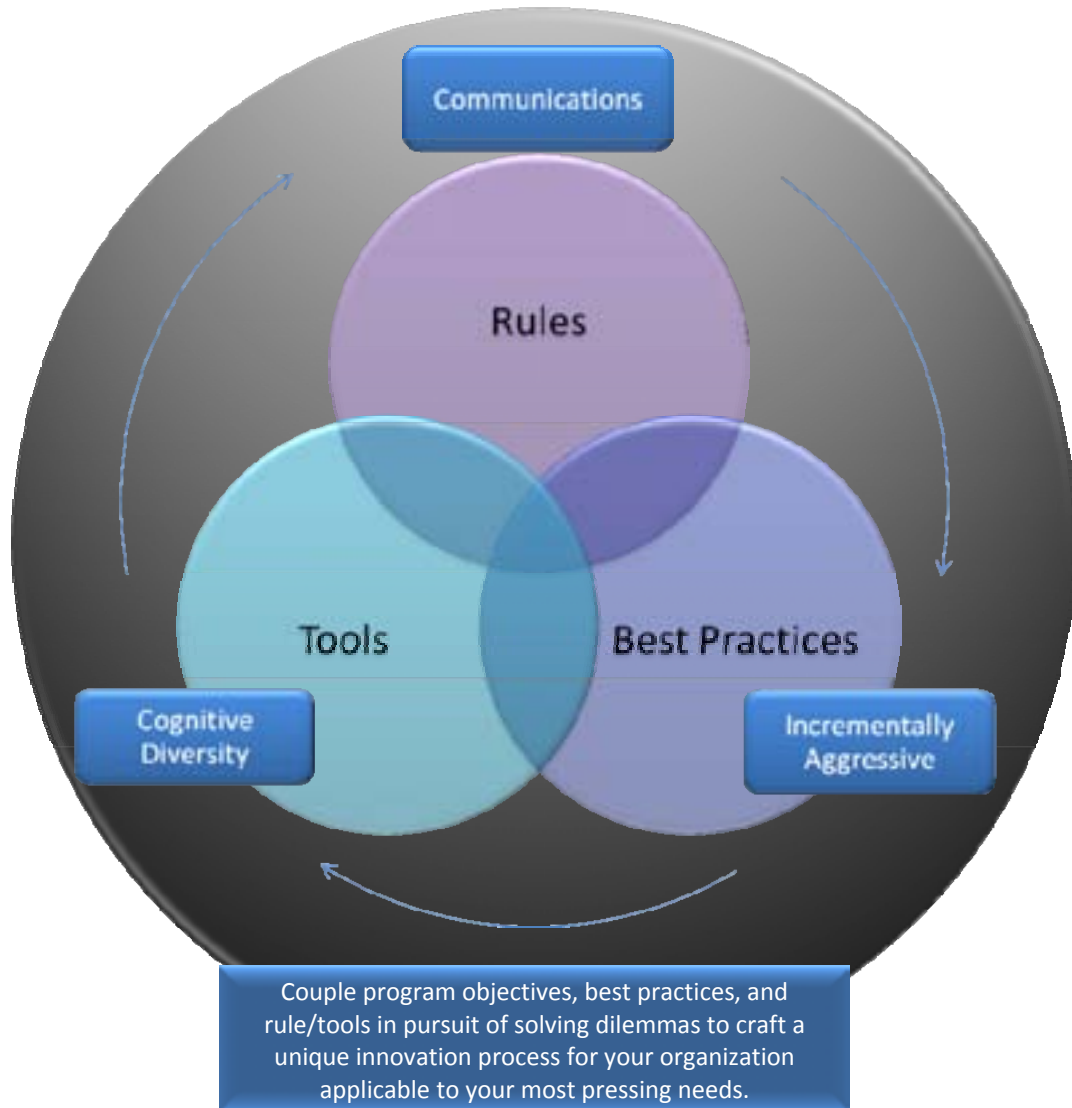 Communications
Rules
Tools
Best Practices
Cognitive
Diversity
Incrementally
Aggressive
Couple program objectives, best practices, and
rule/tools in pursuit of solving dilemmas to craft a
unique innovation process for your organization
applicable to your most pressing needs.